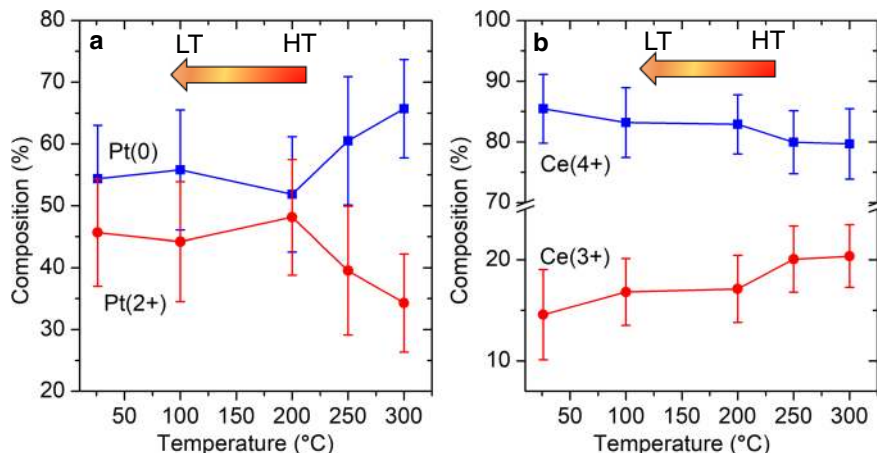 a
LT
HT
Pt(0)
Pt(2+)
Composition (%)
80
70
60
50
40
30
20
50
100
150
200
250
300
Temperature (°C)
b
LT
HT
Ce(4+)
Ce(3+)
Composition (%)
100
90
80
70
20
10
50
100
150
200
250
300
Temperature (°C)